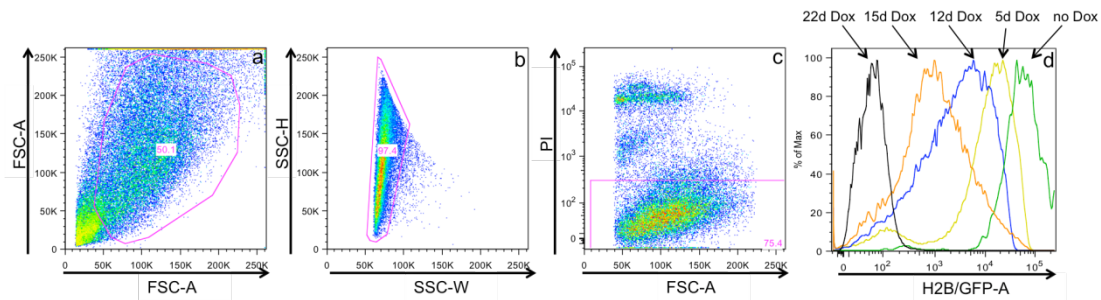 22d Dox 15d Dox 12d Dox 5d Dox no Dox
a
250K
200K
150K
100K
50K
0
FSC-A
50.1
0 50K 100K 150K 200K 250K
FSC-A
b
250K
200K
150K
100K
50K
0
SSC-H
97.4
0 50K 100K 150K 200K 250K
SSC-W
c
10^5
10^4
10^3
10^2
0
PI
75.4
0 50K 100K 150K 200K 250K
FSC-A
d
100
80
60
40
20
0
% of Max
0 10^2 10^3 10^4 10^5
H2B/GFP-A